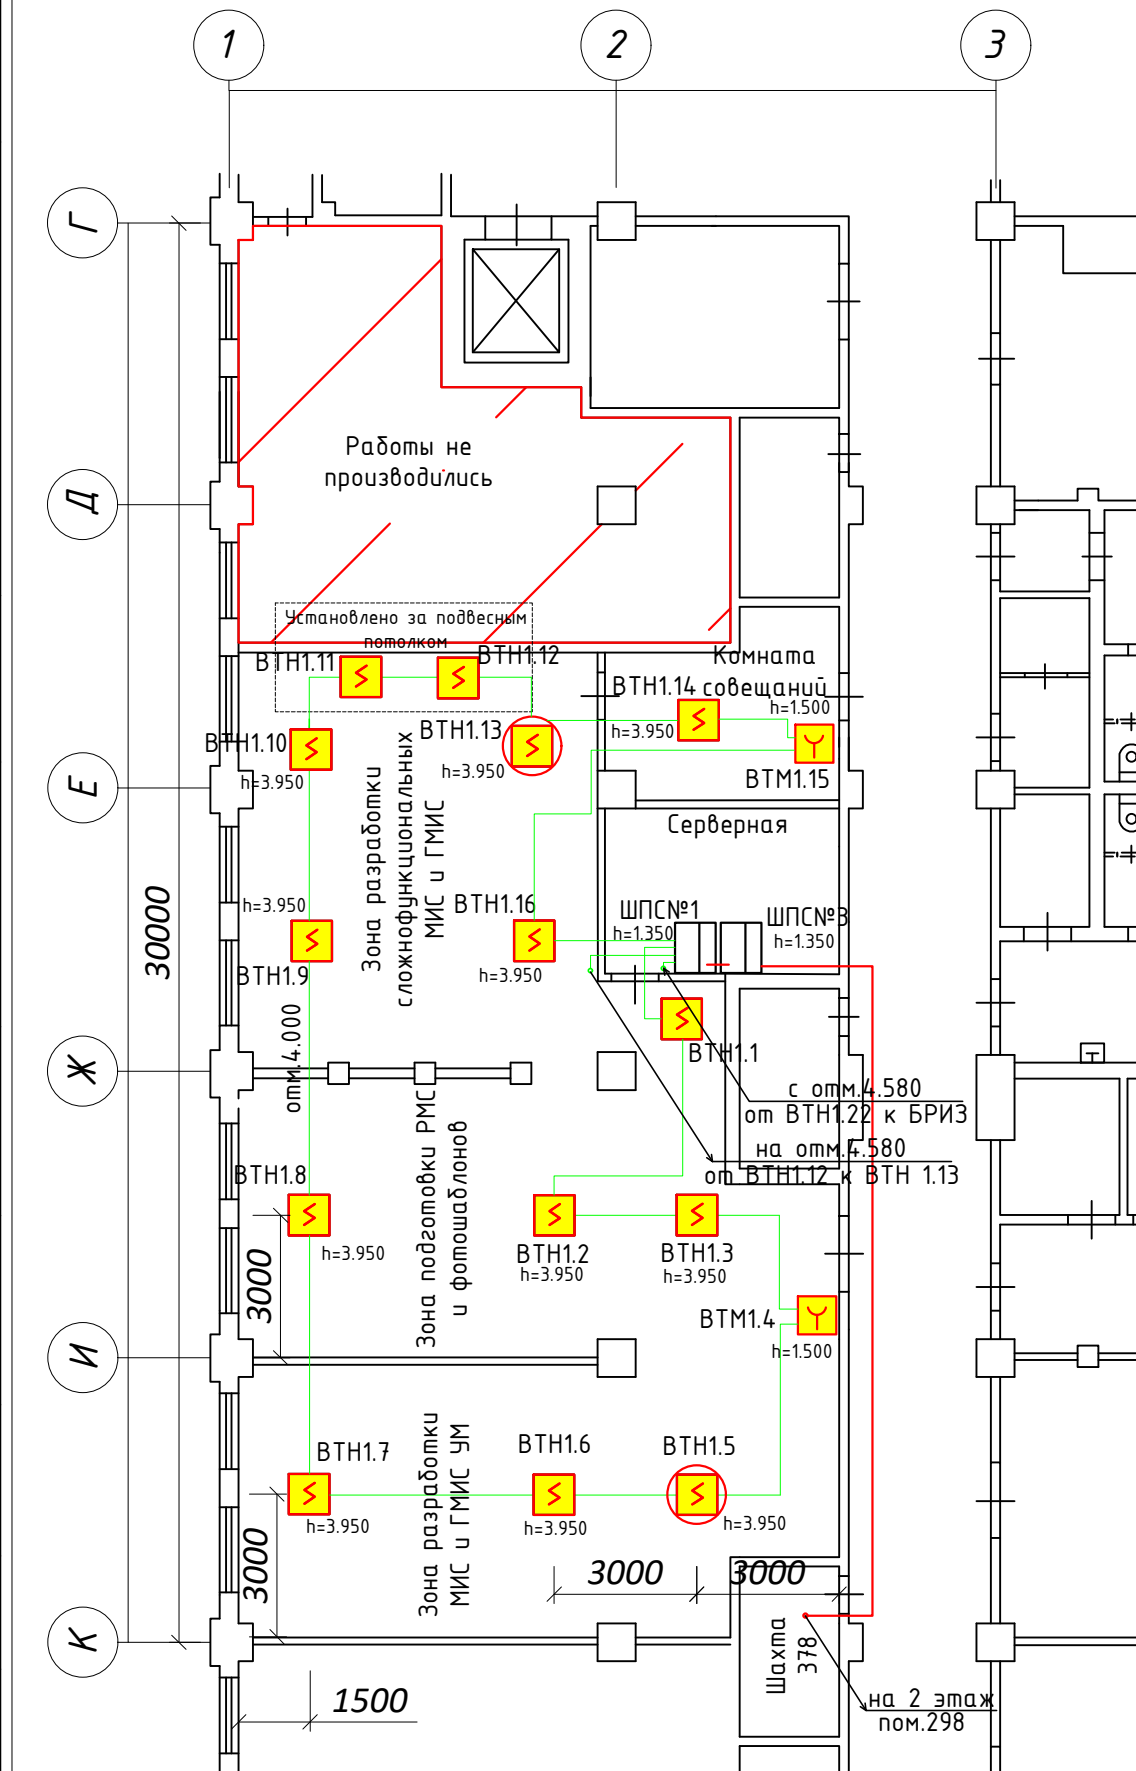 1
2
3
Г
Д
Е
Ж
И
К
30000
Работы не
производились
Установлено за подвесным
потолком
ВТН1.11
ВТН1.12
Комната
совещаний
ВТН1.14
h=3.950
h=1.500
ВТН1.13
h=3.950
ВТН1.10
h=3.950
ВТМ1.15
Зона разработки
сложнофункциональных
МИС и ГМИС
Серверная
h=3.950
ВТН1.9
ВТН1.16
h=3.950
ШПС№1
h=1.350
ШПС№3
h=1.350
отм.4.000
ВТН1.1
с отм.4.580
от ВТН1.22 к БРИЗ
на отм.4.580
от ВТН1.12 к ВТН 1.13
ВТН1.8
h=3.950
3000
Зона подготовки РМС
и фотошаблонов
ВТН1.2
h=3.950
ВТН1.3
h=3.950
ВТМ1.4
h=1.500
ВТН1.7
h=3.950
Зона разработки
МИС и ГМИС УМ
ВТН1.6
h=3.950
ВТН1.5
h=3.950
3000
3000
3000
Шахта
378
1500
на 2 этаж
пом.298